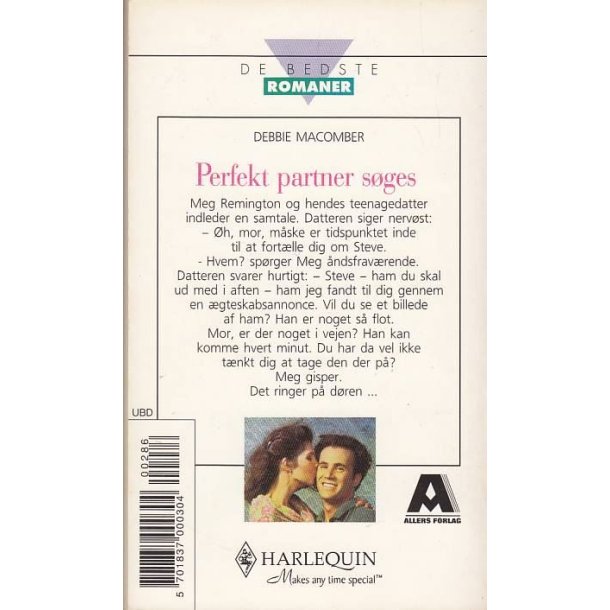 DE BEDSTE
ROMANER
DEBBIE MACOMBER
Perfekt partner søges
Meg Remington og hendes teenagedatter
indleder en samtale. Datteren siger nervøst:
– Øh, mor, måske er tidspunktet inde
til at fortælle dig om Steve.
- Hvem? spørger Meg åndsfraværende.
Datteren svarer hurtigt: – Steve – ham du skal
ud med i aften – ham jeg fandt til dig gennem
en ægteskabsannonce. Vil du se et billede
af ham? Han er noget så flot.
Mor, er der noget i vejen? Han kan
komme hvert minut. Du har da vel ikke
tænkt dig at tage den der på?
Meg gisper.
Det ringer på døren ...
UBD
00286
5 701837 000304
A
ALLERS FORLAG
HARLEQUIN
Makes any time special™